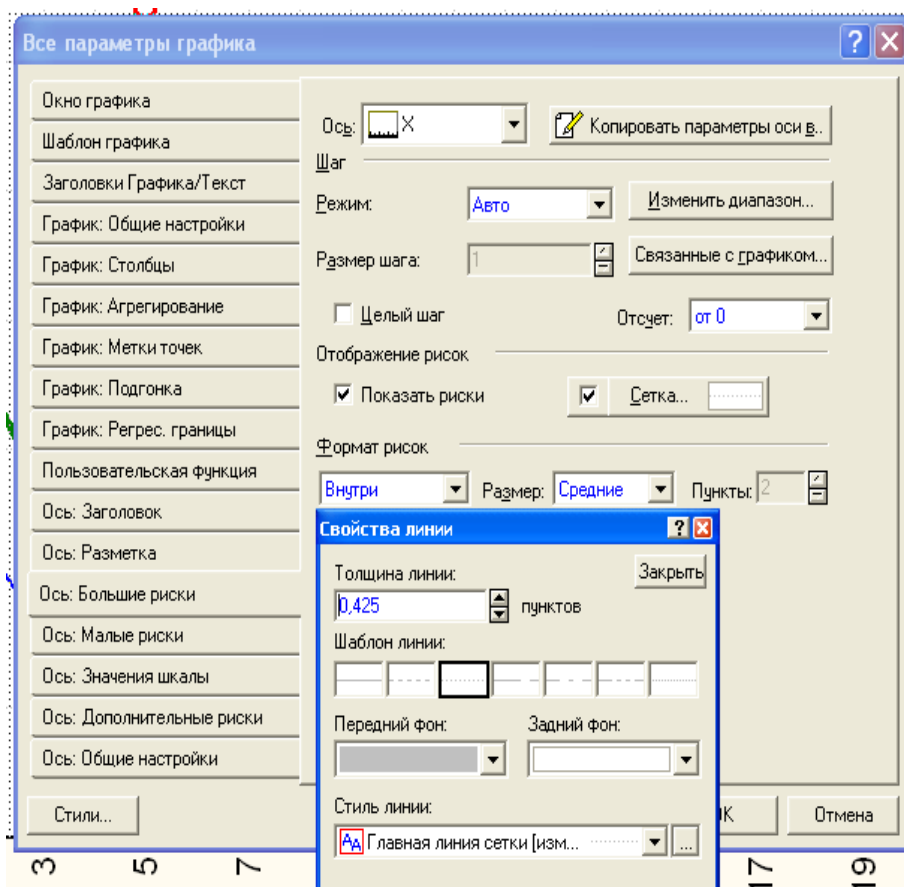 Все параметры графика
Окно графика
Шаблон графика
Заголовки Графика/Текст
График: Общие настройки
График: Столбцы
График: Агрегирование
График: Метки точек
График: Подгонка
График: Регрес. границы
Пользовательская функция
Ось: Заголовок
Ось: Разметка
Ось: Большие риски
Ось: Малые риски
Ось: Значения шкалы
Ось: Дополнительные риски
Ось: Общие настройки
Стили...
Ось: X Копировать параметры оси в..
Шаг
Режим: Авто Изменить диапазон...
Размер шага: 1 Связанные с графиком...
Целый шаг Отсчет: от 0
Отображение рисок
Показать риски Сетка...
Формат рисок
Внутри Размер: Средние Пункты: 2
Свойства линии
Толщина линии: Закрыть
0,425 пунктов
Шаблон линии:
Передний фон: Задний фон:
Стиль линии:
AA Главная линия сетки [изм... ...
Отмена
3 5 7 17 19